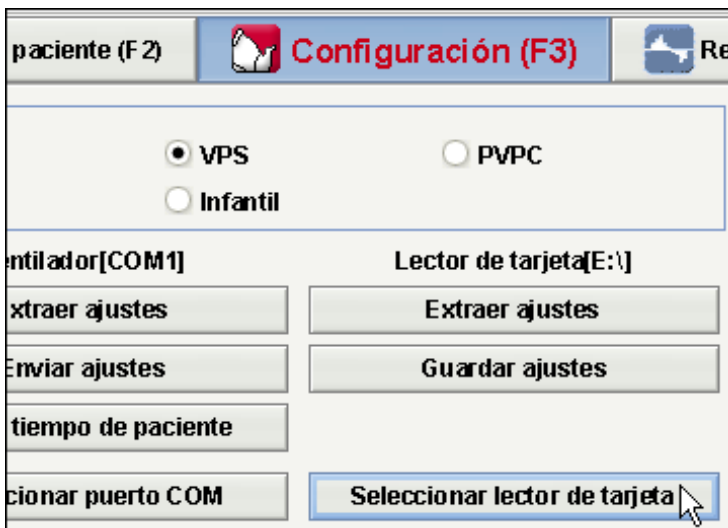 paciente (F2) Configuración (F3) Re
VPS PVPC
Infantil
entilador[COM1] Lector de tarjeta[E:\]
xtraer ajustes Extraer ajustes
Enviar ajustes Guardar ajustes
tiempo de paciente
cionar puerto COM Seleccionar lector de tarjeta